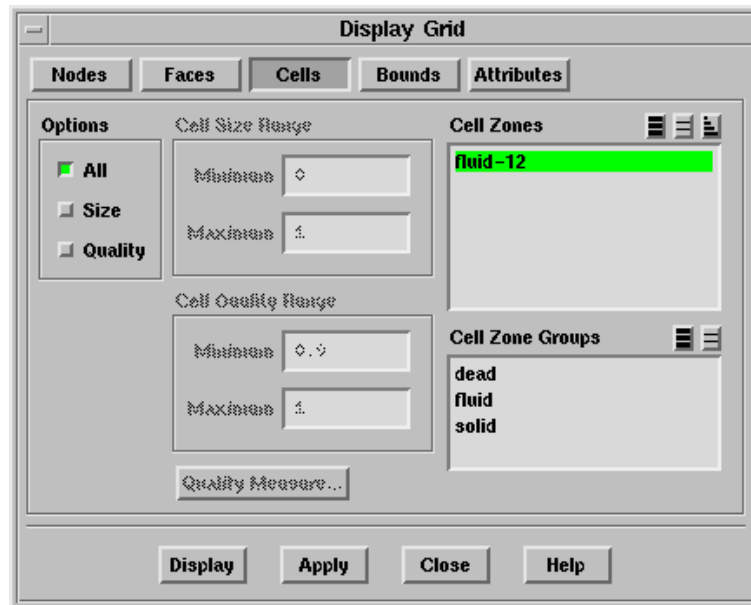 Display Grid
Nodes Faces Cells Bounds Attributes
Options
All
Size
Quality
Cell Size Range
Minimum 0
Maximum 1
Cell Quality Range
Minimum 0.9
Maximum 1
Quality Measure...
Cell Zones
fluid-12
Cell Zone Groups
dead
fluid
solid
Display Apply Close Help